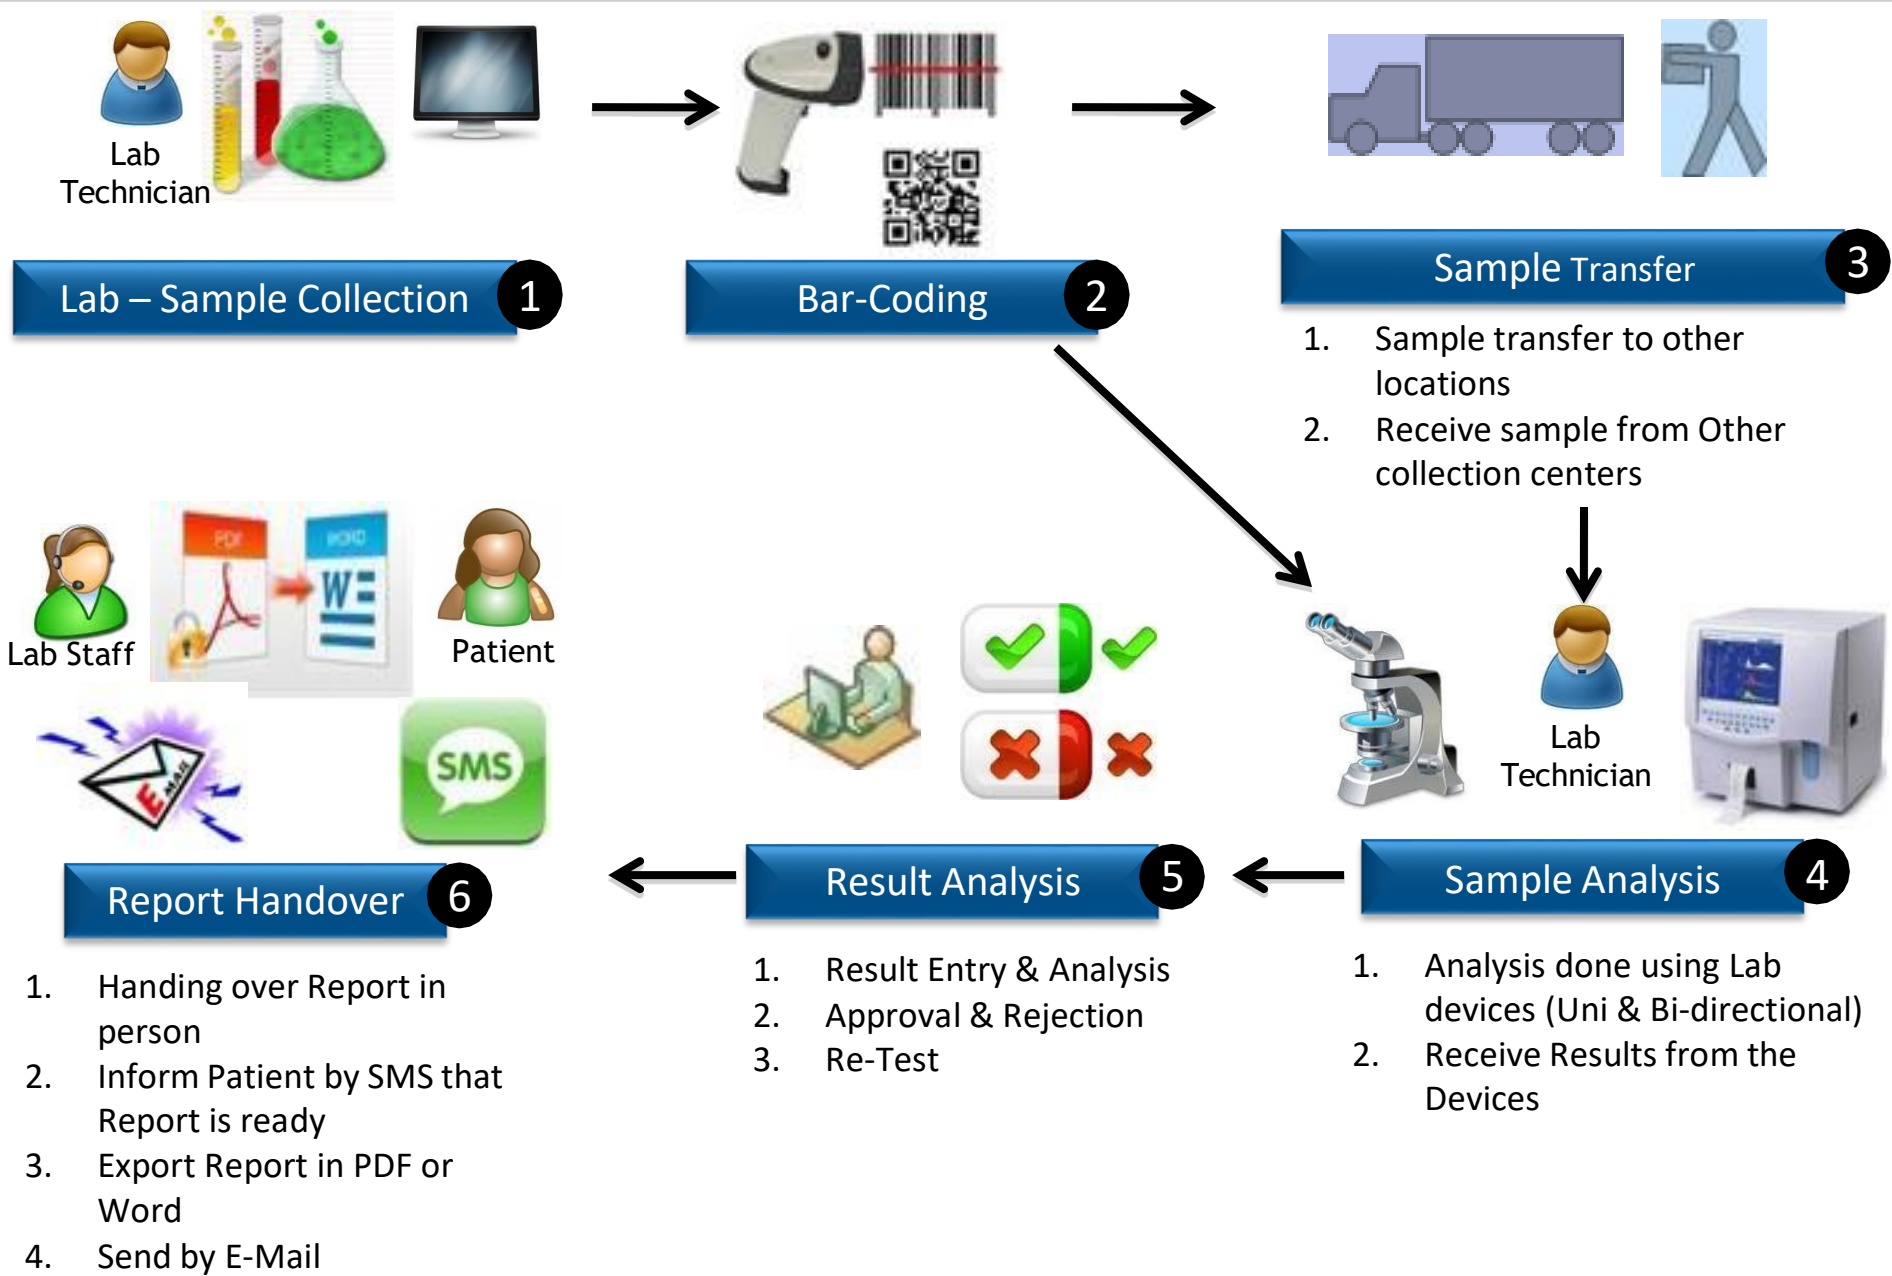 Lab
Technician
Lab – Sample Collection
1
Bar-Coding
2
Sample Transfer
3
1. Sample transfer to other
locations
2. Receive sample from Other
collection centers
Lab Staff
PDF
WORD
W
Patient
E MAIL
SMS
Lab
Technician
Sample Analysis
4
1. Analysis done using Lab
devices (Uni & Bi-directional)
2. Receive Results from the
Devices
Result Analysis
5
1. Result Entry & Analysis
2. Approval & Rejection
3. Re-Test
Report Handover
6
1. Handing over Report in
person
2. Inform Patient by SMS that
Report is ready
3. Export Report in PDF or
Word
4. Send by E-Mail